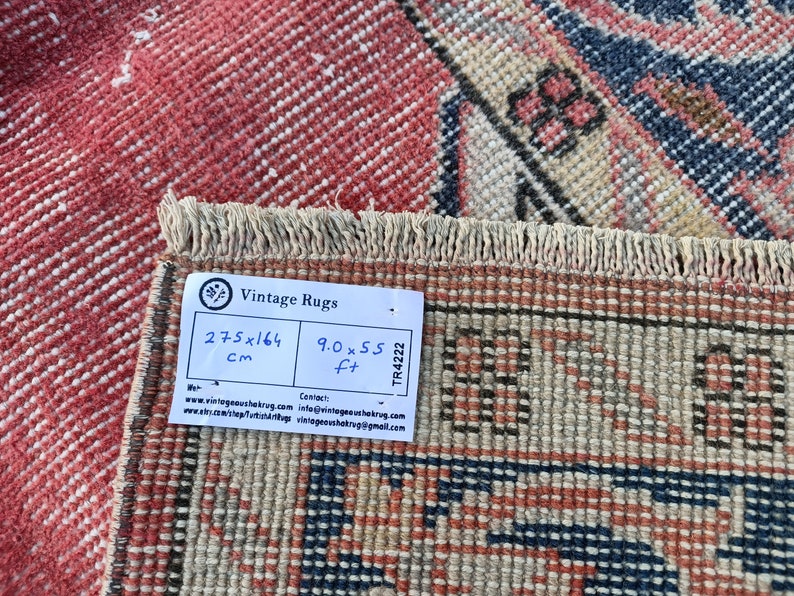 Vintage Rugs
275x164
cm
9.0x5.5
ft
TR4222
Web
www.vintageoushakrug.com
www.etsy.com/shop/TurkishArtRugs
Contact:
info@vintageoushakrug.com
vintageoushakrug@gmail.com